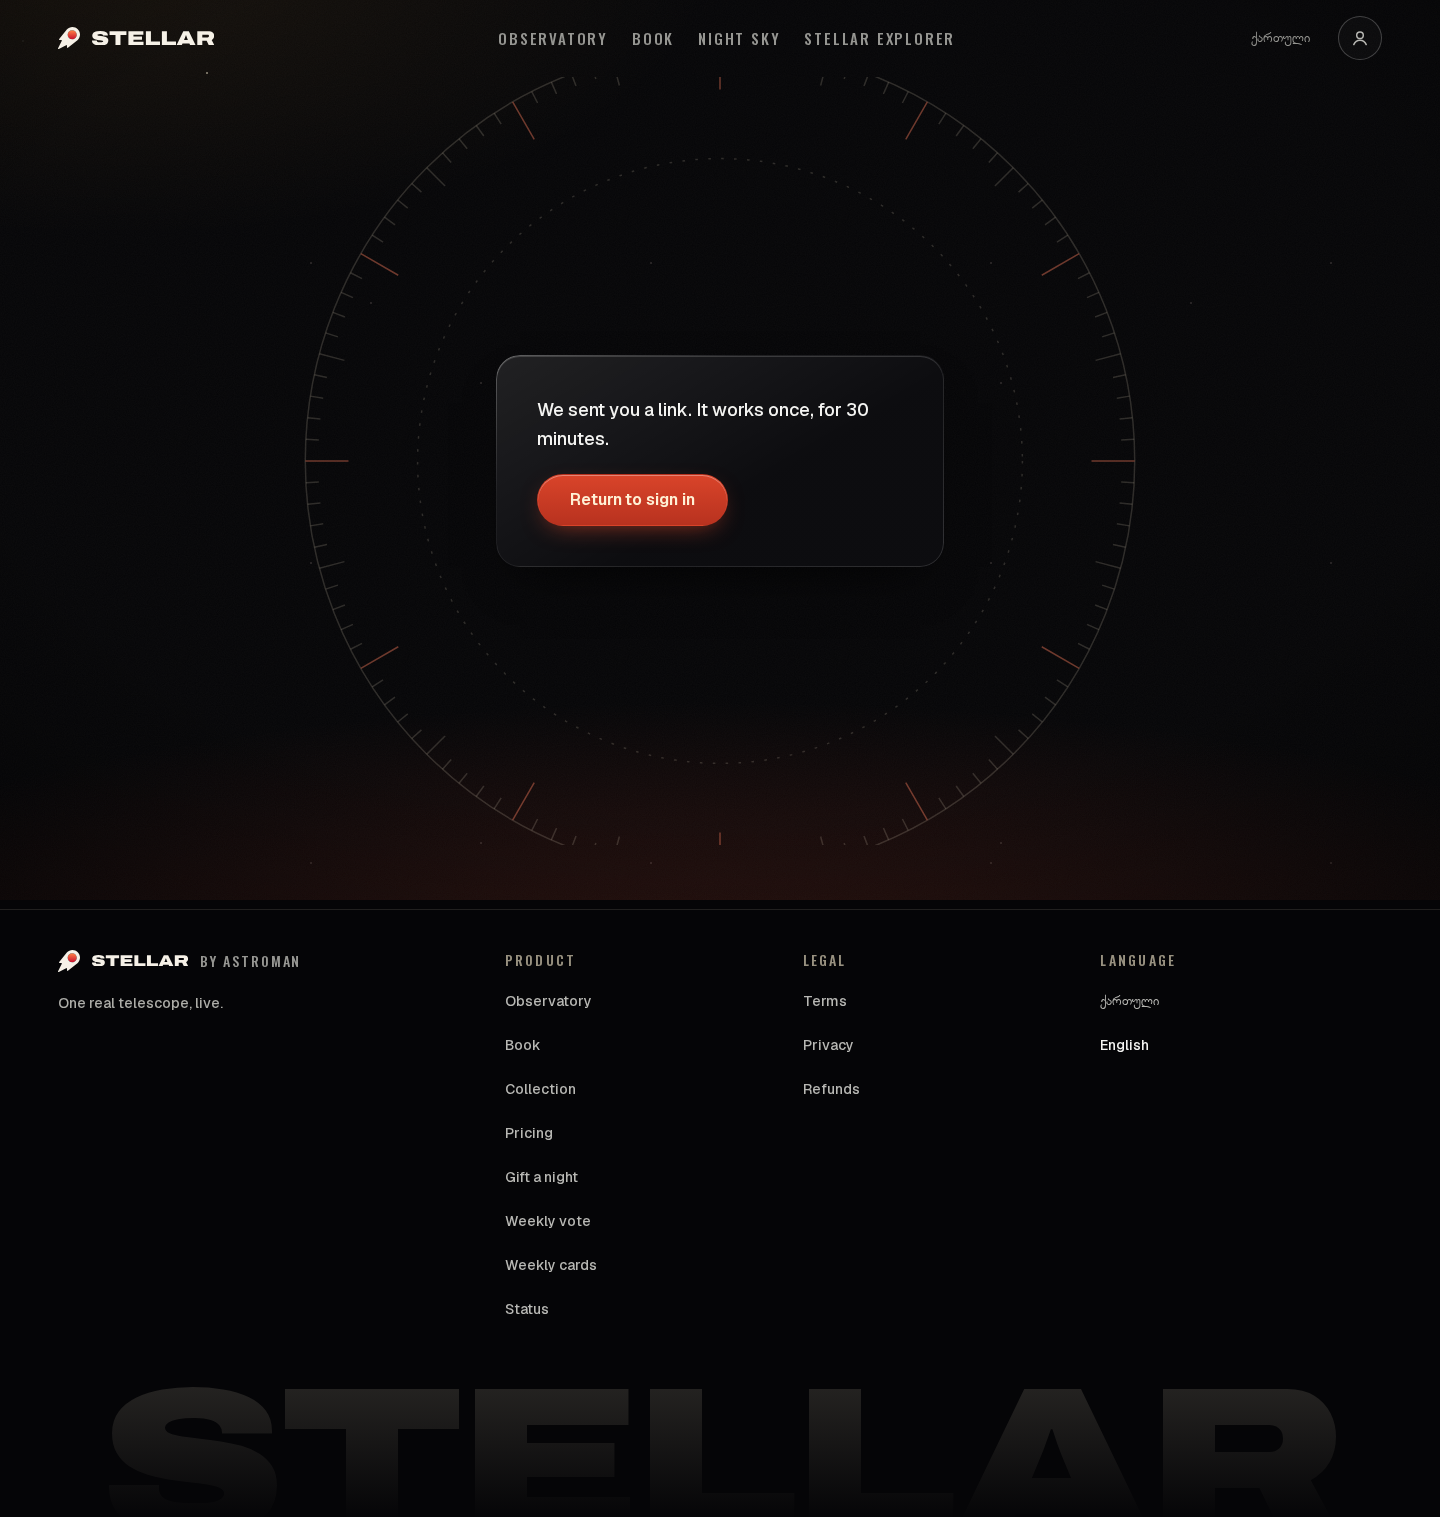 STELLAR
OBSERVATORY BOOK NIGHT SKY STELLAR EXPLORER
ქართული
We sent you a link. It works once, for 30
minutes.
Return to sign in
STELLAR BY ASTROMAN
One real telescope, live.
PRODUCT
Observatory
Book
Collection
Pricing
Gift a night
Weekly vote
Weekly cards
Status
LEGAL
Terms
Privacy
Refunds
LANGUAGE
ქართული
English
STELLAR